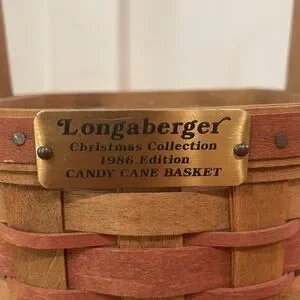 Longaberger
Christmas Collection
1986 Edition
CANDY CANE BASKET